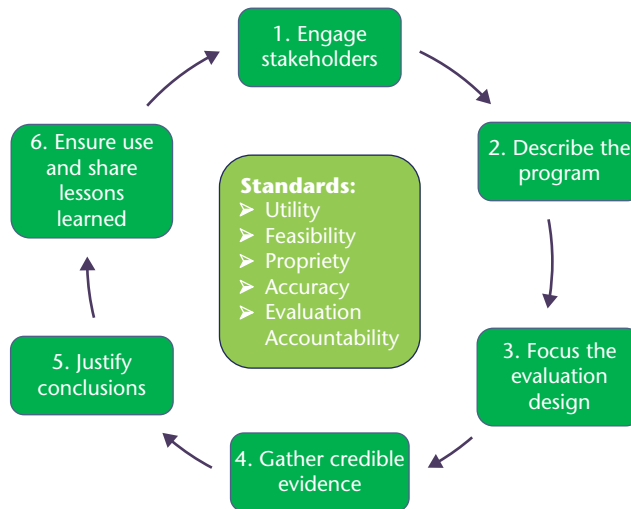 1. Engage
stakeholders
2. Describe the
program
3. Focus the
evaluation
design
4. Gather credible
evidence
5. Justify
conclusions
6. Ensure use
and share
lessons
learned
Standards:
➢ Utility
➢ Feasibility
➢ Propriety
➢ Accuracy
➢ Evaluation
Accountability